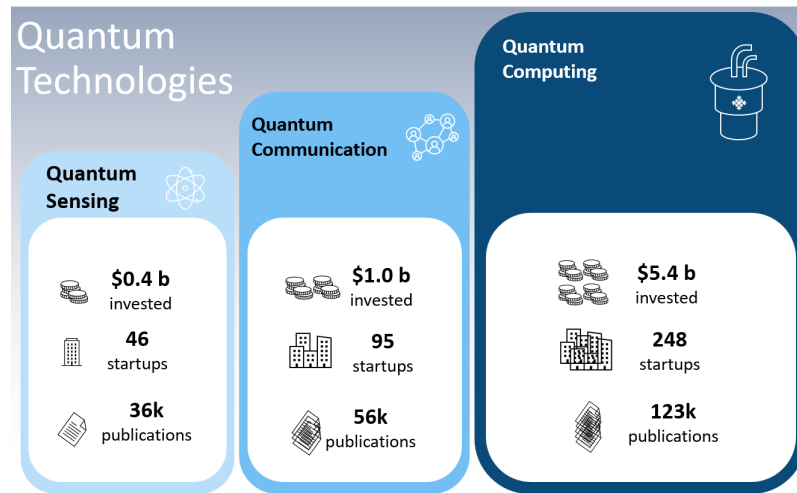 Quantum
Technologies
Quantum
Sensing
$0.4 b
invested
46
startups
36k
publications
Quantum
Communication
$1.0 b
invested
95
startups
56k
publications
Quantum
Computing
$5.4 b
invested
248
startups
123k
publications